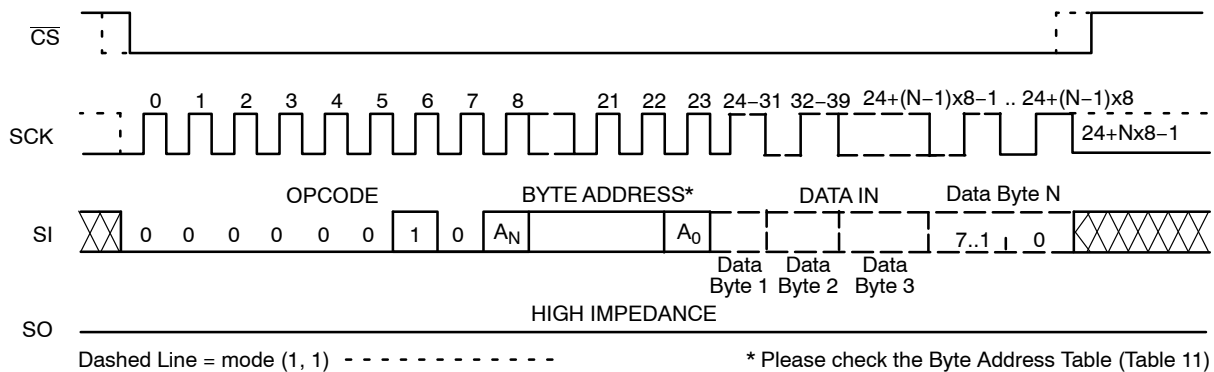 CS
0 1 2 3 4 5 6 7 8 21 22 23 24−31 32−39 24+(N−1)x8−1 .. 24+(N−1)x8
SCK
24+Nx8−1
OPCODE BYTE ADDRESS* DATA IN Data Byte N
SI 0 0 0 0 0 0 1 0 AN A0 7..1 0
Data Byte 1 Data Byte 2 Data Byte 3
HIGH IMPEDANCE
SO
Dashed Line = mode (1, 1) * Please check the Byte Address Table (Table 11)